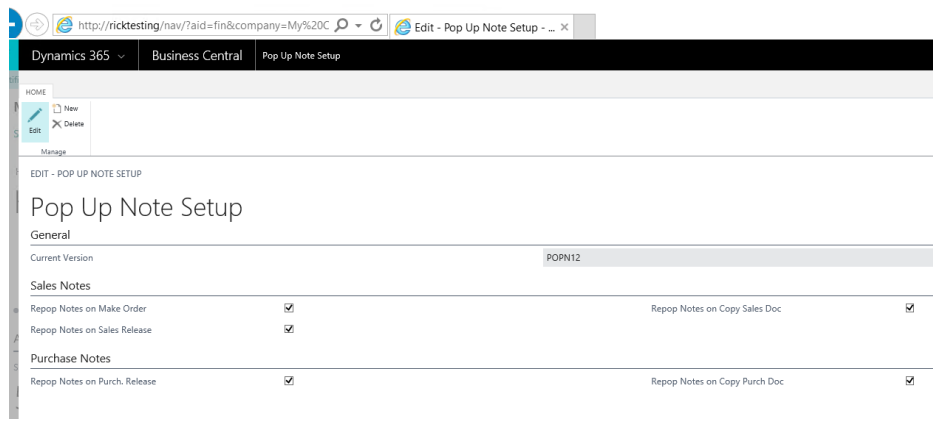 http://ricktesting/nav/?aid=fin&company=My%20C
Edit - Pop Up Note Setup - ...
Dynamics 365 Business Central Pop Up Note Setup
HOME
New
Delete
Edit
Manage
EDIT - POP UP NOTE SETUP
Pop Up Note Setup
General
Current Version POPN12
Sales Notes
Repop Notes on Make Order Repop Notes on Copy Sales Doc
Repop Notes on Sales Release
Purchase Notes
Repop Notes on Purch. Release Repop Notes on Copy Purch Doc